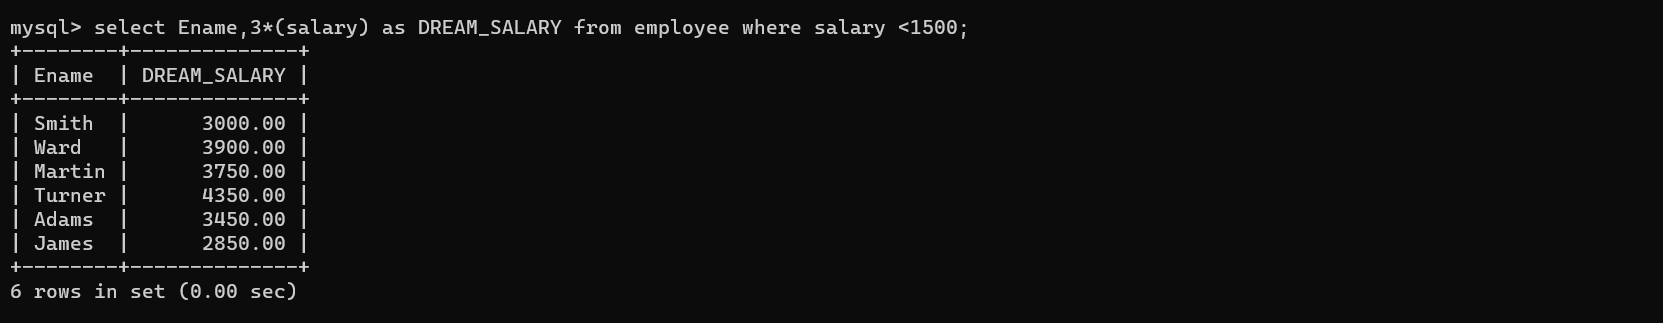 mysql> select Ename,3*(salary) as DREAM_SALARY from employee where salary <1500;
+--------+--------------+
| Ename  | DREAM_SALARY |
+--------+--------------+
| Smith  |      3000.00 |
| Ward   |      3900.00 |
| Martin |      3750.00 |
| Turner |      4350.00 |
| Adams  |      3450.00 |
| James  |      2850.00 |
+--------+--------------+
6 rows in set (0.00 sec)